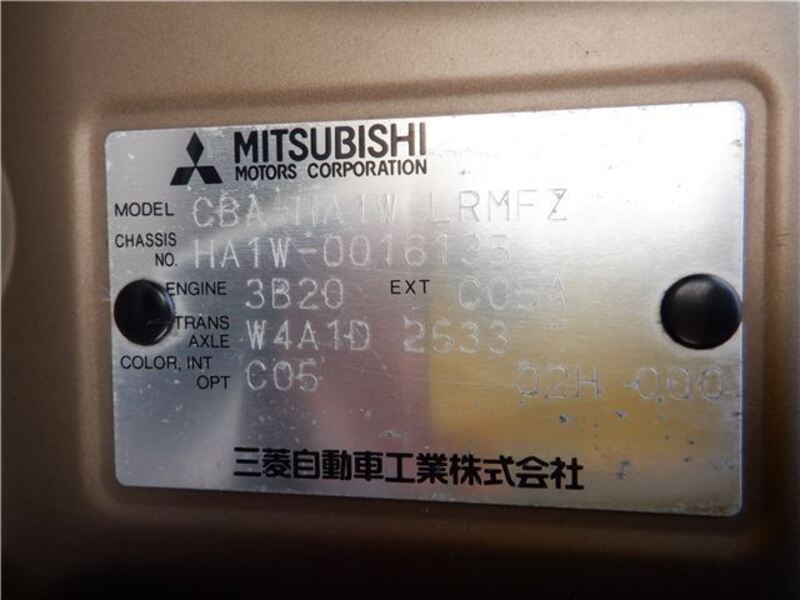 MITSUBISHI
MOTORS CORPORATION
MODEL CBA HA1W LRMFZ
CHASSIS NO. HA1W-0016135
ENGINE 3B20 EXT C05A
TRANS AXLE W4A1D 2533
COLOR, INT OPT C05 02H 000
三菱自動車工業株式会社